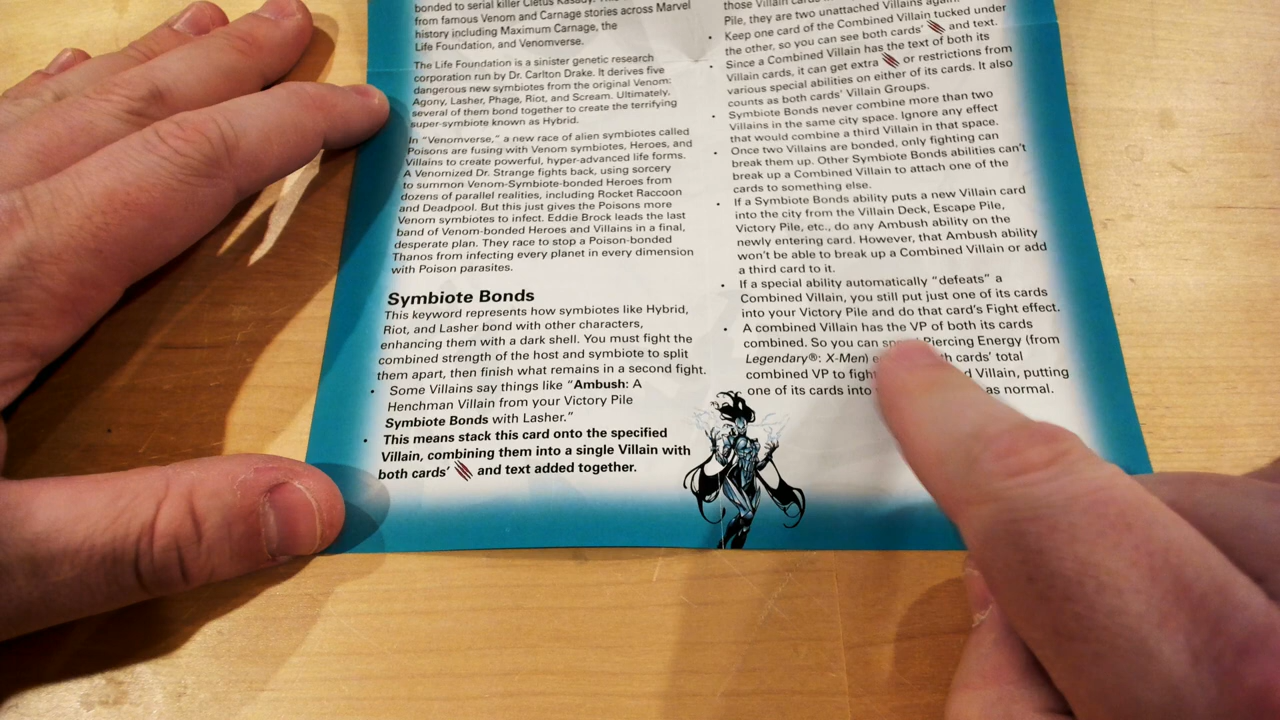 bonded to serial killer Cletus Kasady.
from famous Venom and Carnage stories across Marvel
history including Maximum Carnage, the
Life Foundation, and Venomverse.
The Life Foundation is a sinister genetic research
corporation run by Dr. Carlton Drake. It derives five
dangerous new symbiotes from the original Venom:
Agony, Lasher, Phage, Riot, and Scream. Ultimately,
several of them bond together to create the terrifying
super-symbiote known as Hybrid.
In “Venomverse,” a new race of alien symbiotes called
Poisons are fusing with Venom symbiotes, Heroes, and
Villains to create powerful, hyper-advanced life forms.
A Venomized Dr. Strange fights back, using sorcery
to summon Venom-Symbiote-bonded Heroes from
dozens of parallel realities, including Rocket Raccoon
and Deadpool. But this just gives the Poisons more
Venom symbiotes to infect. Eddie Brock leads the last
band of Venom-bonded Heroes and Villains in a final,
desperate plan. They race to stop a Poison-bonded
Thanos from infecting every planet in every dimension
with Poison parasites.
Symbiote Bonds
This keyword represents how symbiotes like Hybrid,
Riot, and Lasher bond with other characters,
enhancing them with a dark shell. You must fight the
combined strength of the host and symbiote to split
them apart, then finish what remains in a second fight.
• Some Villains say things like “Ambush: A
Henchman Villain from your Victory Pile
Symbiote Bonds with Lasher.”
• This means stack this card onto the specified
Villain, combining them into a single Villain with
both cards’ and text added together.
those Villain cards
Pile, they are two unattached Villains again.
• Keep one card of the Combined Villain tucked under
the other, so you can see both cards’ and text.
• Since a Combined Villain has the text of both its
Villain cards, it can get extra or restrictions from
various special abilities on either of its cards. It also
counts as both cards’ Villain Groups.
• Symbiote Bonds never combine more than two
Villains in the same city space. Ignore any effect
that would combine a third Villain in that space.
• Once two Villains are bonded, only fighting can
break them up. Other Symbiote Bonds abilities can’t
break up a Combined Villain to attach one of the
cards to something else.
• If a Symbiote Bonds ability puts a new Villain card
into the city from the Villain Deck, Escape Pile,
Victory Pile, etc., do any Ambush ability on the
newly entering card. However, that Ambush ability
won’t be able to break up a Combined Villain or add
a third card to it.
• If a special ability automatically “defeats” a
Combined Villain, you still put just one of its cards
into your Victory Pile and do that card’s Fight effect.
• A combined Villain has the VP of both its cards
combined. So you can Piercing Energy (from
Legendary®: X-Men) cards’ total
combined VP to fight Villain, putting
one of its cards into as normal.